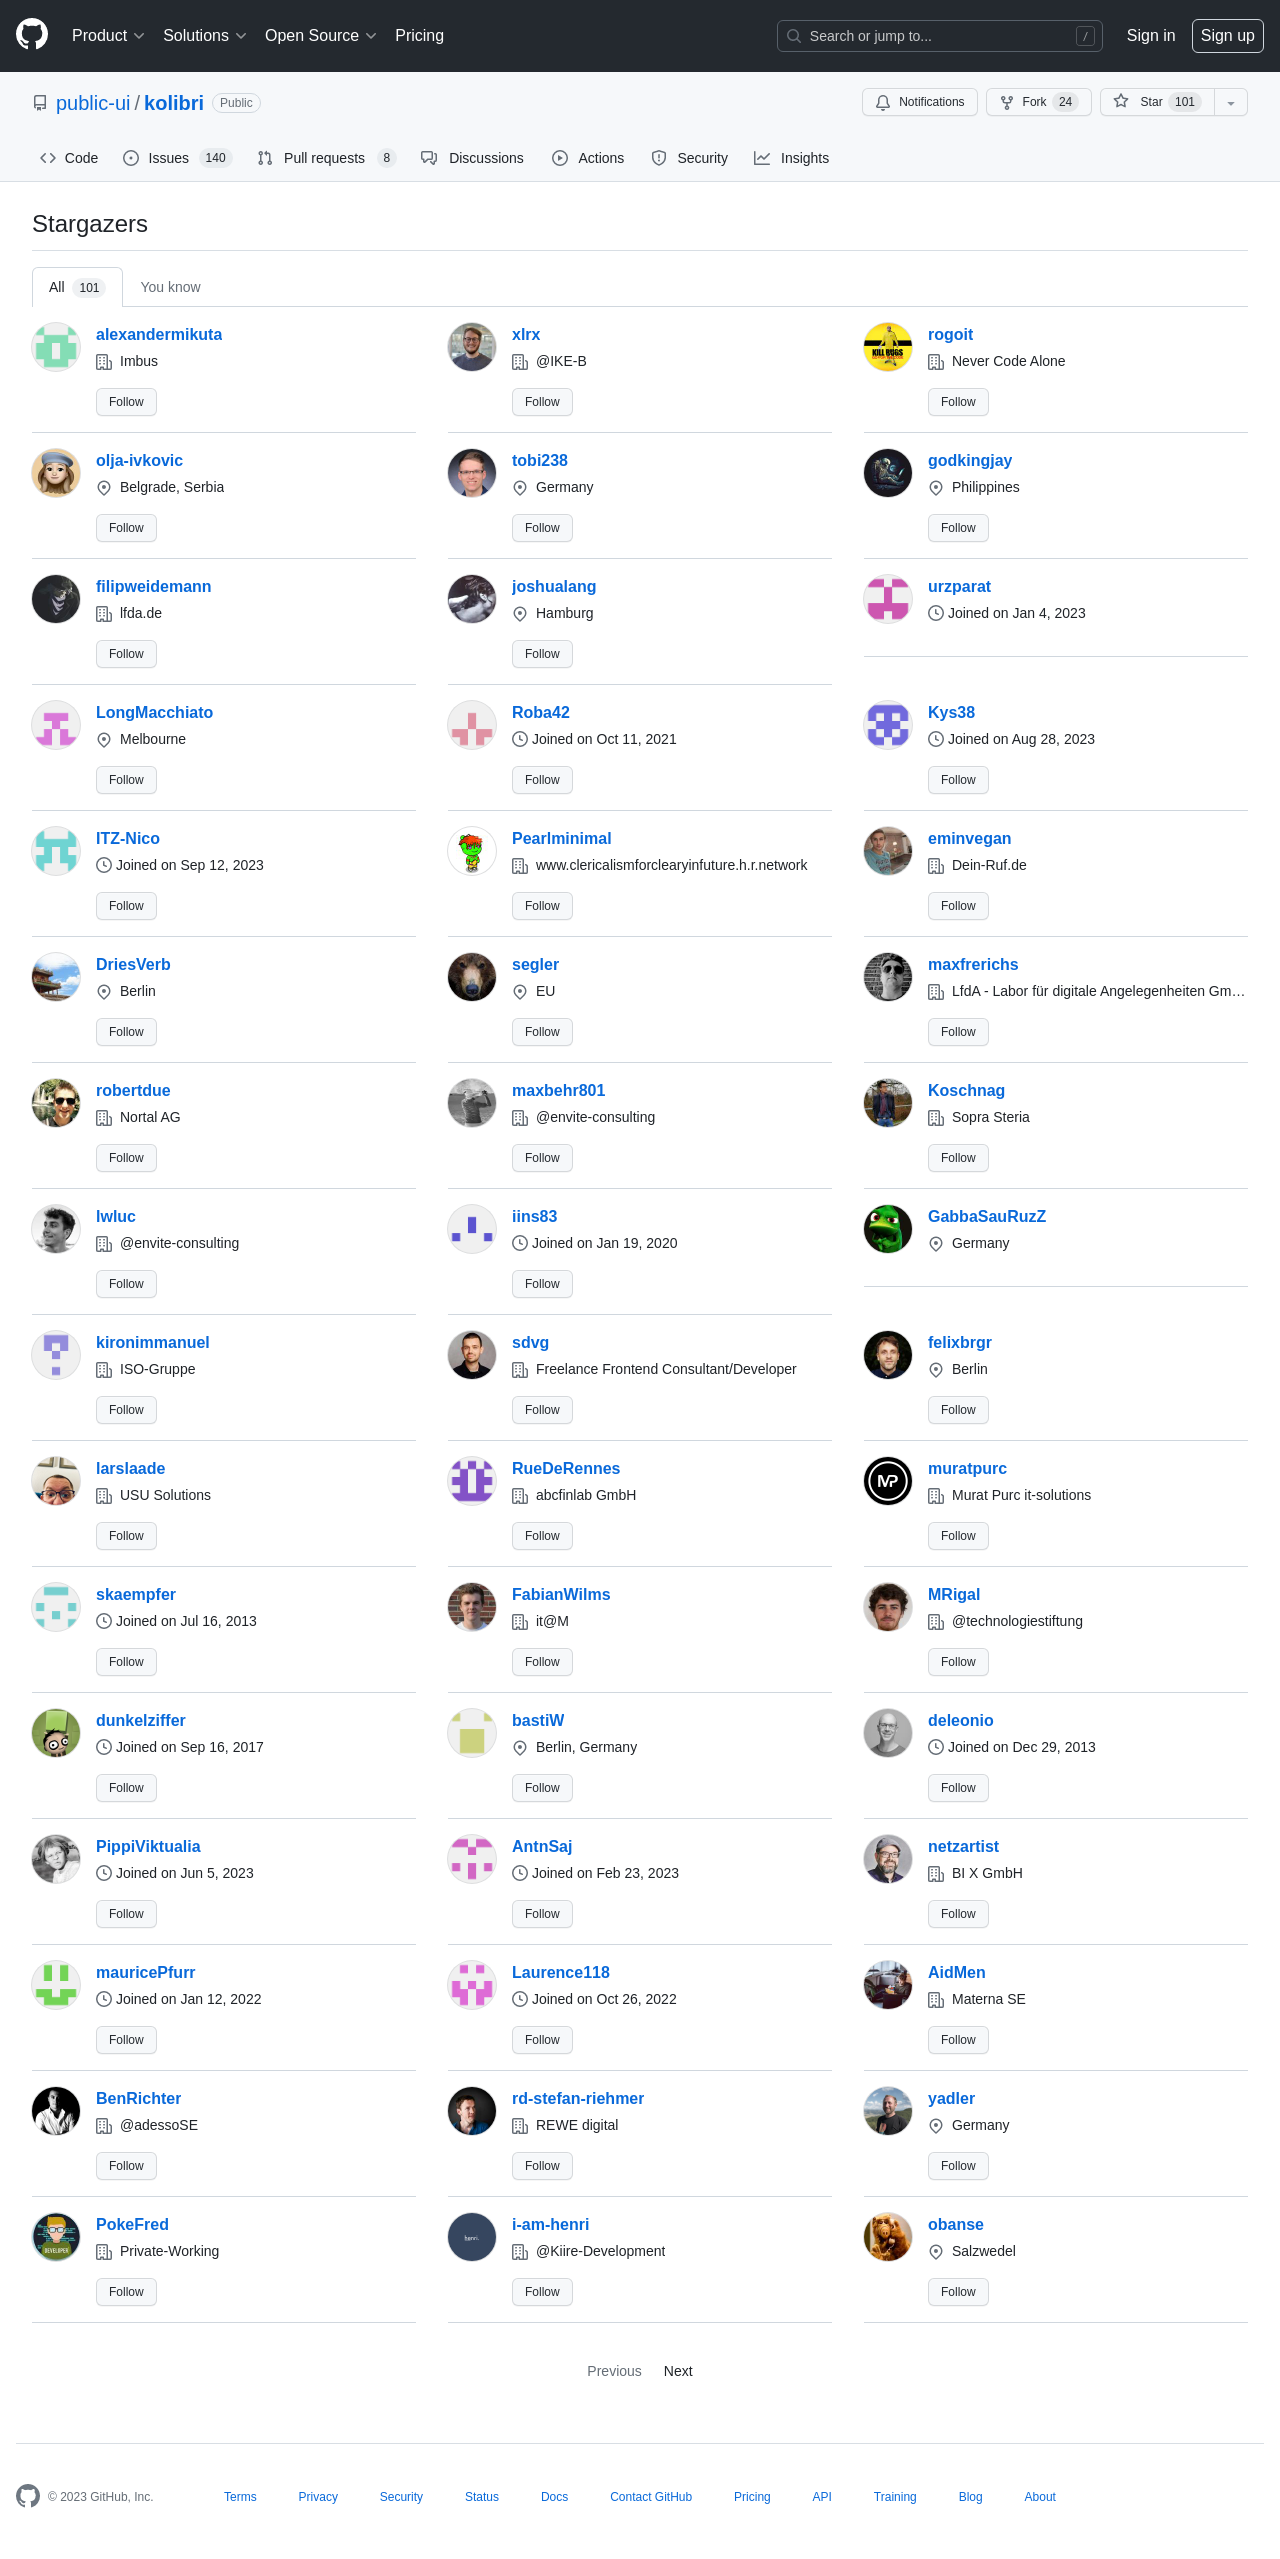 Product Solutions Open Source Pricing Search or jump to... / Sign in Sign up
public-ui / kolibri Public Notifications Fork 24 Star 101
Code Issues 140 Pull requests 8 Discussions Actions Security Insights
Stargazers
All 101 You know
alexandermikuta xlrx rogoit
Imbus @IKE-B Never Code Alone
Follow Follow Follow
olja-ivkovic tobi238 godkingjay
Belgrade, Serbia Germany Philippines
Follow Follow Follow
filipweidemann joshualang urzparat
lfda.de Hamburg Joined on Jan 4, 2023
Follow Follow
LongMacchiato Roba42 Kys38
Melbourne Joined on Oct 11, 2021 Joined on Aug 28, 2023
Follow Follow Follow
ITZ-Nico Pearlminimal eminvegan
Joined on Sep 12, 2023 www.clericalismforclearyinfuture.h.r.network Dein-Ruf.de
Follow Follow Follow
DriesVerb segler maxfrerichs
Berlin EU LfdA - Labor für digitale Angelegenheiten Gm…
Follow Follow Follow
robertdue maxbehr801 Koschnag
Nortal AG @envite-consulting Sopra Steria
Follow Follow Follow
lwluc iins83 GabbaSauRuzZ
@envite-consulting Joined on Jan 19, 2020 Germany
Follow Follow
kironimmanuel sdvg felixbrgr
ISO-Gruppe Freelance Frontend Consultant/Developer Berlin
Follow Follow Follow
larslaade RueDeRennes muratpurc
USU Solutions abcfinlab GmbH Murat Purc it-solutions
Follow Follow Follow
skaempfer FabianWilms MRigal
Joined on Jul 16, 2013 it@M @technologiestiftung
Follow Follow Follow
dunkelziffer bastiW deleonio
Joined on Sep 16, 2017 Berlin, Germany Joined on Dec 29, 2013
Follow Follow Follow
PippiViktualia AntnSaj netzartist
Joined on Jun 5, 2023 Joined on Feb 23, 2023 BI X GmbH
Follow Follow Follow
mauricePfurr Laurence118 AidMen
Joined on Jan 12, 2022 Joined on Oct 26, 2022 Materna SE
Follow Follow Follow
BenRichter rd-stefan-riehmer yadler
@adessoSE REWE digital Germany
Follow Follow Follow
PokeFred i-am-henri obanse
Private-Working @Kiire-Development Salzwedel
Follow Follow Follow
Previous Next
© 2023 GitHub, Inc. Terms Privacy Security Status Docs Contact GitHub Pricing API Training Blog About